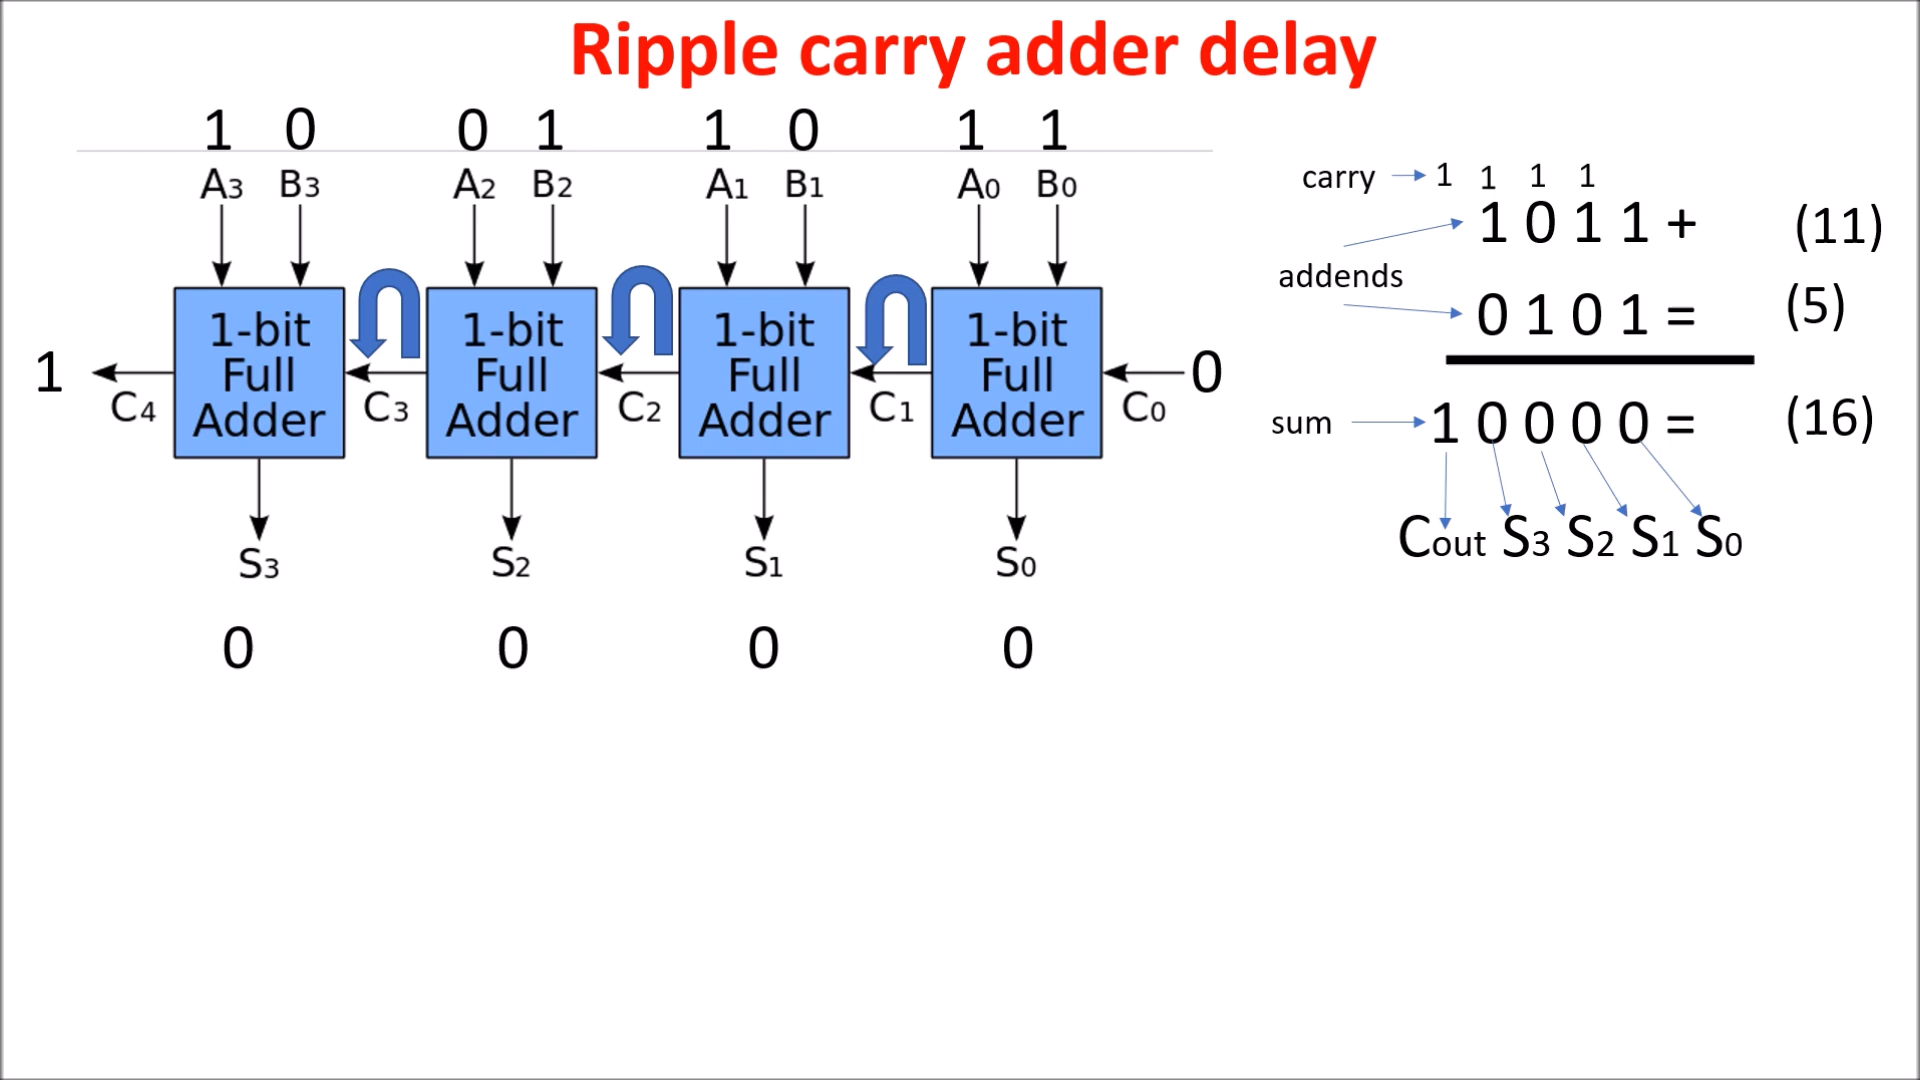 Ripple carry adder delay
1 0 0 1 1 0 1 1
A3 B3 A2 B2 A1 B1 A0 B0
1-bit Full Adder
1-bit Full Adder
1-bit Full Adder
1-bit Full Adder
1 C4 C3 C2 C1 C0 0
S3 S2 S1 S0
0 0 0 0
carry 1 1 1 1
1 0 1 1 + (11)
addends
0 1 0 1 = (5)
sum 1 0 0 0 0 = (16)
Cout S3 S2 S1 S0